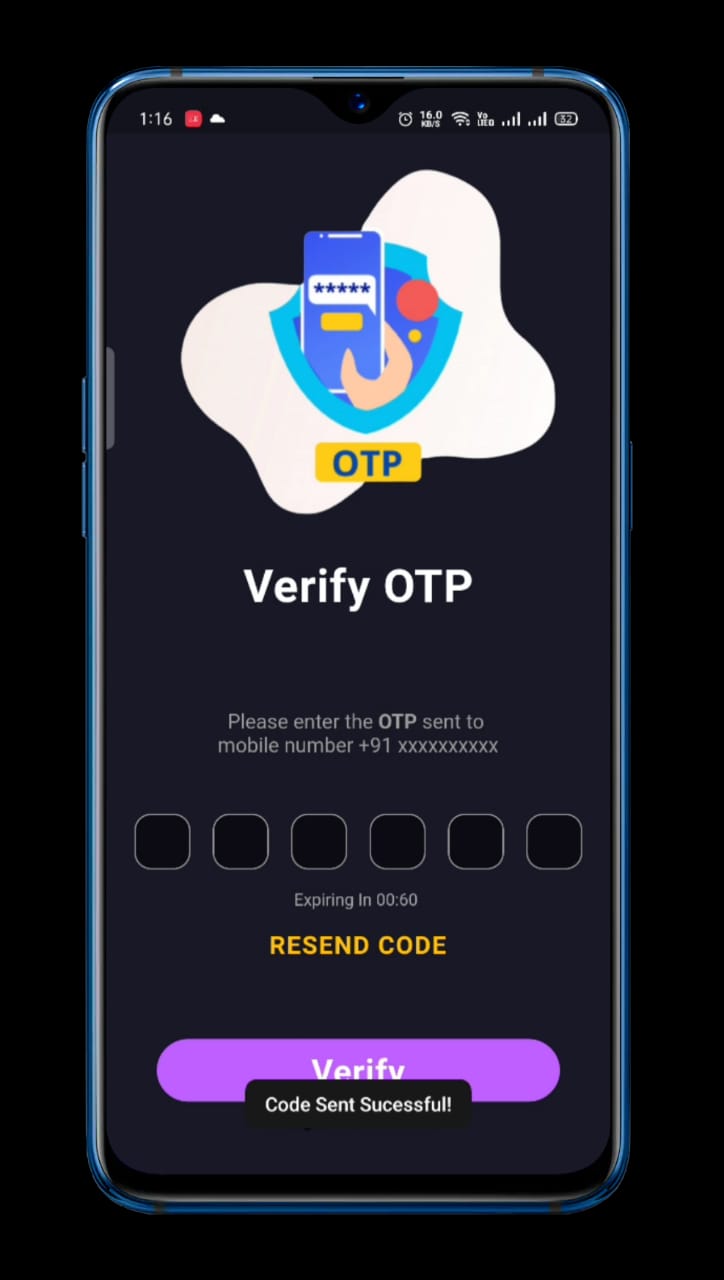 1:16
16.0
KB/S
Vo
LTE
32
*****
OTP
Verify OTP
Please enter the OTP sent to
mobile number +91 xxxxxxxxxx
Expiring In 00:60
RESEND CODE
Verify
Code Sent Sucessful!